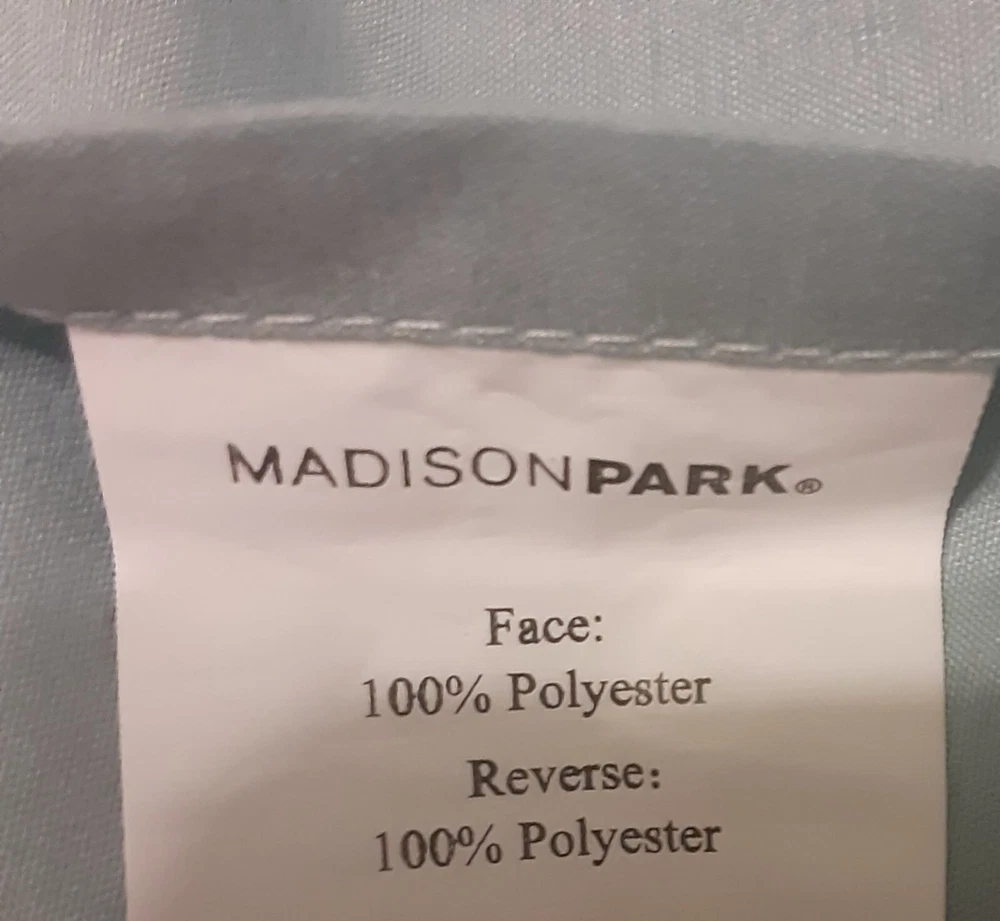 MADISONPARK®
Face:
100% Polyester
Reverse:
100% Polyester